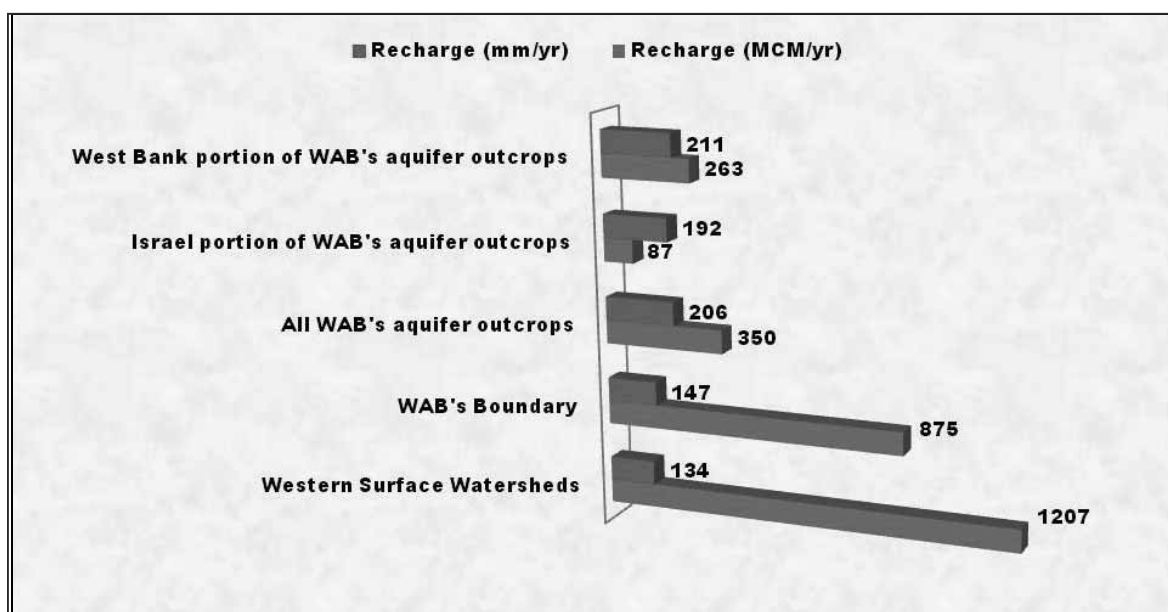 Recharge (mm/yr) Recharge (MCM/yr)
West Bank portion of WAB's aquifer outcrops 211
263
Israel portion of WAB's aquifer outcrops 192
87
All WAB's aquifer outcrops 206
350
WAB's Boundary 147
875
Western Surface Watersheds 134
1207